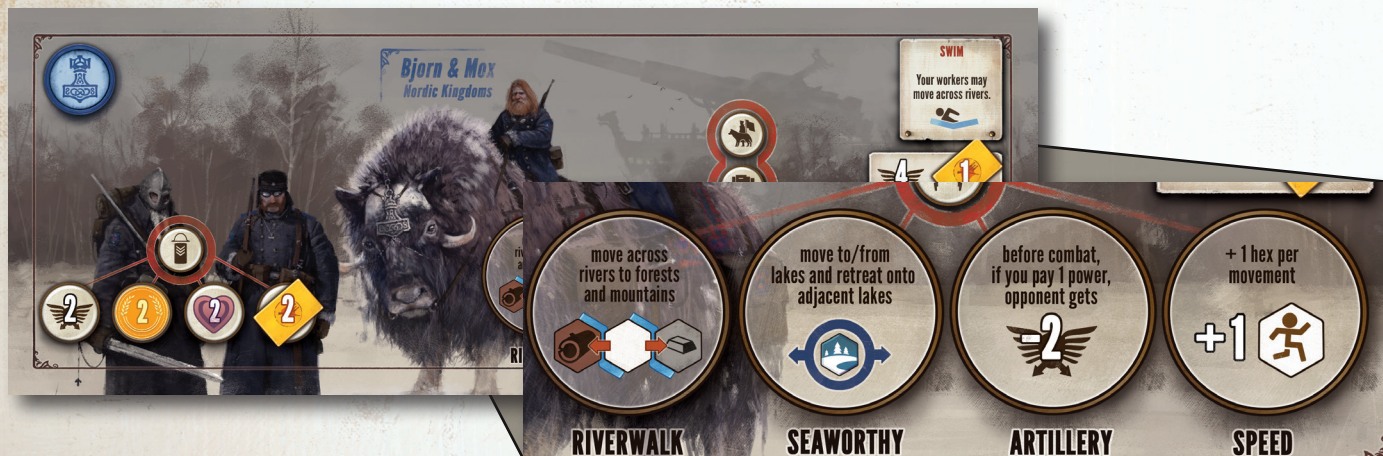 Bjorn & Mox
Nordic Kingdoms
SWIM
Your workers may
move across rivers.
4
1
2
2
2
2
move across
rivers to forests
and mountains
RIVERWALK
move to/from
lakes and retreat onto
adjacent lakes
SEAWORTHY
before combat,
if you pay 1 power,
opponent gets
2
ARTILLERY
+ 1 hex per
movement
+1
SPEED